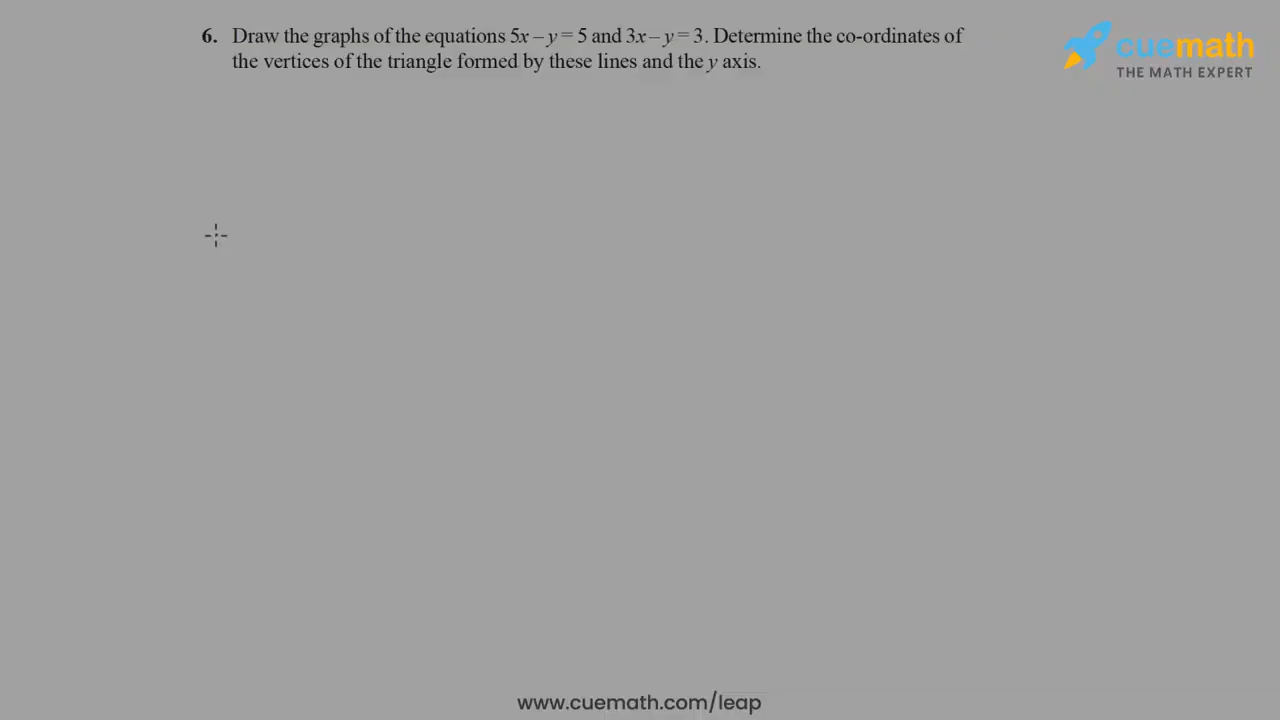 6. Draw the graphs of the equations 5x – y = 5 and 3x – y = 3. Determine the co-ordinates of
the vertices of the triangle formed by these lines and the y axis.
cuemath
THE MATH EXPERT
www.cuemath.com/leap